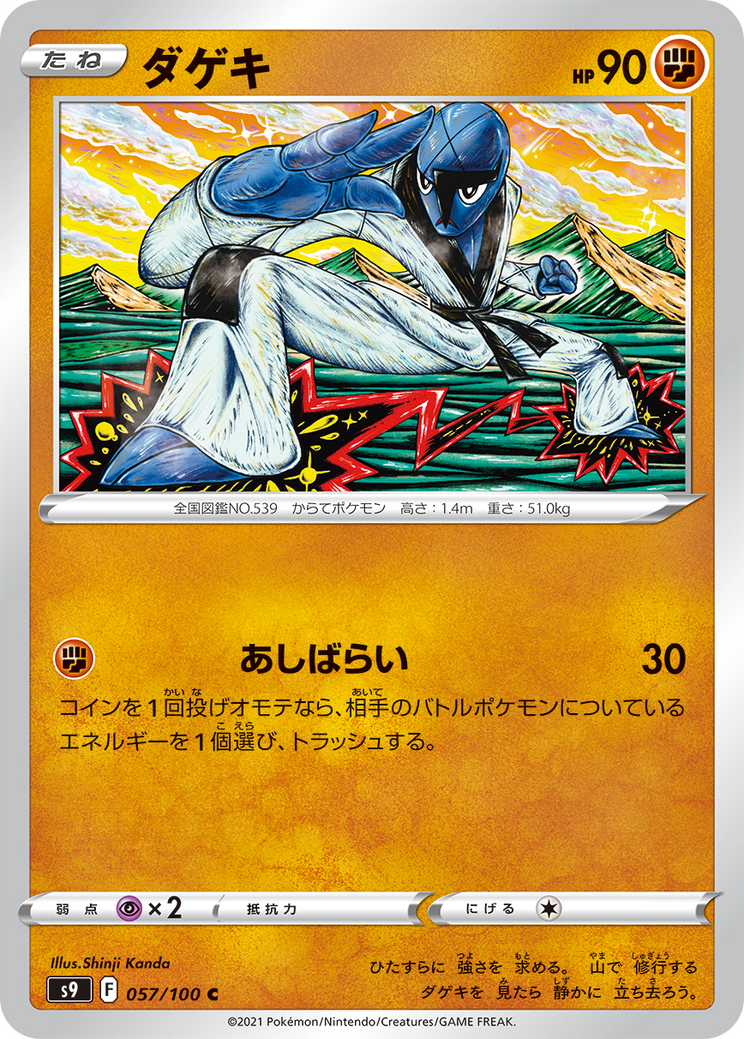 たね ダゲキ HP90
全国図鑑NO.539 からてポケモン 高さ:1.4m 重さ:51.0kg
あしばらい 30
コインを1回投げオモテなら、相手のバトルポケモンについている
エネルギーを1個選び、トラッシュする。
弱点 ×2 抵抗力 にげる
Illus.Shinji Kanda
ひたすらに 強さを 求める。 山で 修行する
ダゲキを 見たら 静かに 立ち去ろう。
s9 F 057/100 C
©2021 Pokémon/Nintendo/Creatures/GAME FREAK.